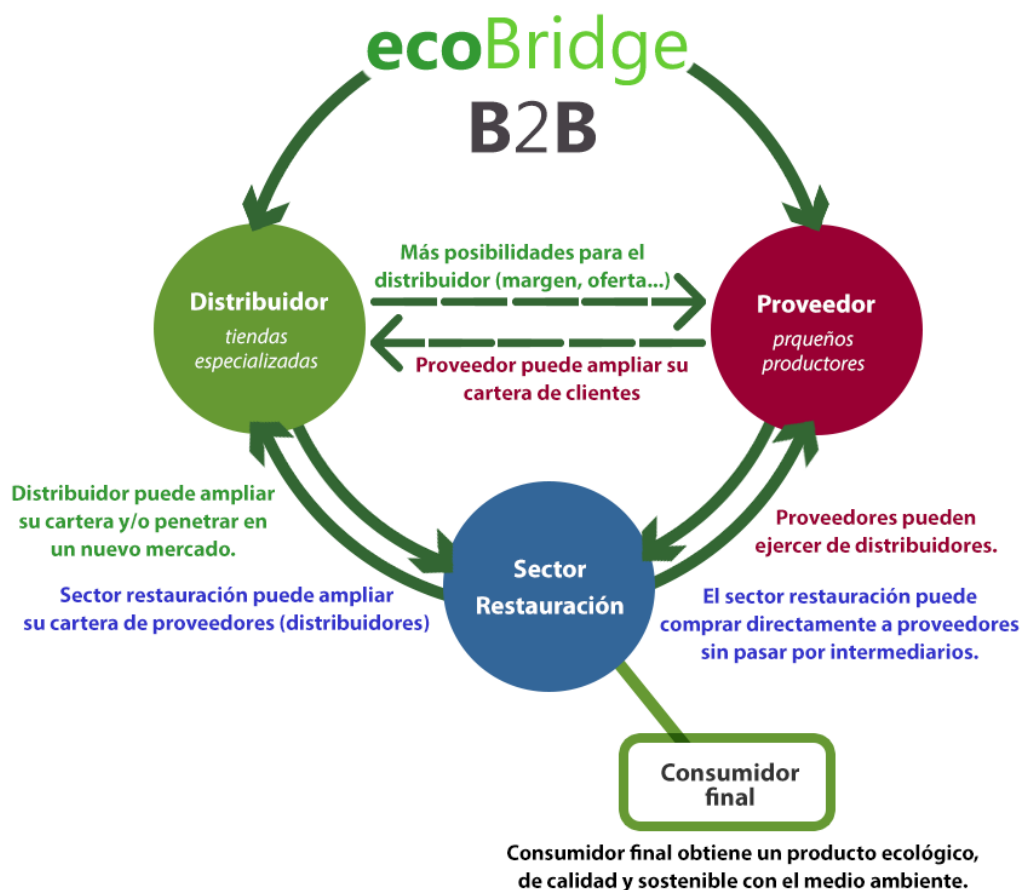 ecoBridge
B2B
Más posibilidades para el
distribuidor (margen, oferta...)
Distribuidor
tiendas
especializadas
Proveedor
prqueños
productores
Proveedor puede ampliar su
cartera de clientes
Distribuidor puede ampliar
su cartera y/o penetrar en
un nuevo mercado.
Sector restauración puede ampliar
su cartera de proveedores (distribuidores)
Sector
Restauración
Proveedores pueden
ejercer de distribuidores.
El sector restauración puede
comprar directamente a proveedores
sin pasar por intermediarios.
Consumidor
final
Consumidor final obtiene un producto ecológico,
de calidad y sostenible con el medio ambiente.